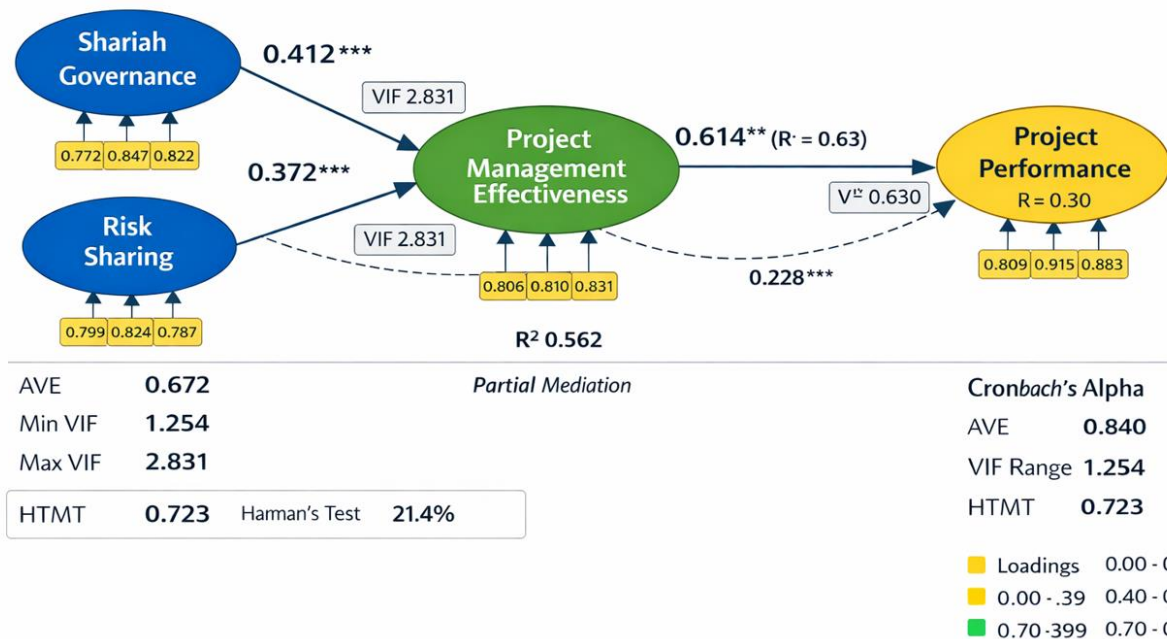 Shariah
Governance
0.772 0.847 0.822
0.412***
VIF 2.831
0.372***
VIF 2.831
Risk
Sharing
0.799 0.824 0.787
Project
Management
Effectiveness
0.806 0.810 0.831
R² 0.562
0.614** (R· = 0.63)
0.630
0.228***
Project
Performance
R = 0.30
0.809 0.915 0.883
AVE 0.672
Min VIF 1.254
Max VIF 2.831
HTMT 0.723 Harman's Test 21.4%
Partial Mediation
Cronbach's Alpha
AVE 0.840
VIF Range 1.254
HTMT 0.723
Loadings 0.00 -
0.00 - .39 0.40 -
0.70 -399 0.70 -